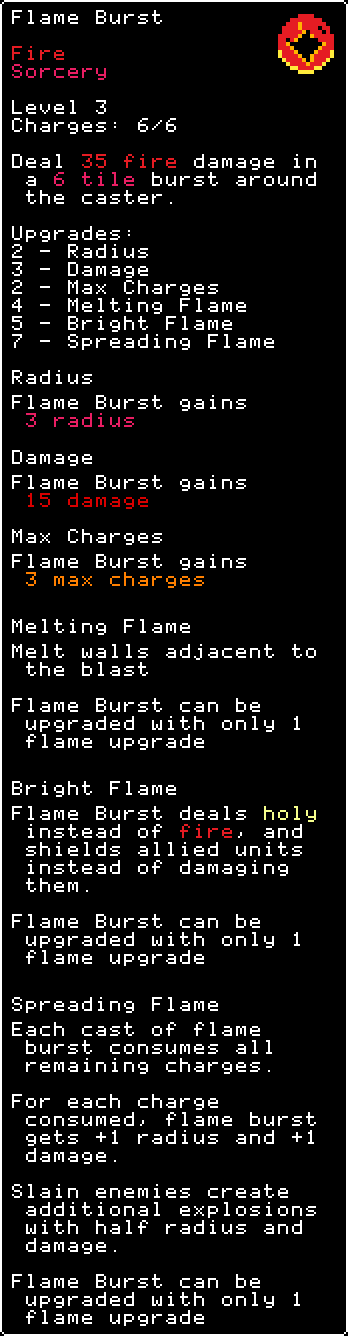 Flame Burst
Fire
Sorcery
Level 3
Charges: 6/6
Deal 35 fire damage in
a 6 tile burst around
the caster.
Upgrades:
2 - Radius
3 - Damage
2 - Max Charges
4 - Melting Flame
5 - Bright Flame
7 - Spreading Flame
Radius
Flame Burst gains
3 radius
Damage
Flame Burst gains
15 damage
Max Charges
Flame Burst gains
3 max charges
Melting Flame
Melt walls adjacent to
the blast
Flame Burst can be
upgraded with only 1
flame upgrade
Bright Flame
Flame Burst deals holy
instead of fire, and
shields allied units
instead of damaging
them.
Flame Burst can be
upgraded with only 1
flame upgrade
Spreading Flame
Each cast of flame
burst consumes all
remaining charges.
For each charge
consumed, flame burst
gets +1 radius and +1
damage.
Slain enemies create
additional explosions
with half radius and
damage.
Flame Burst can be
upgraded with only 1
flame upgrade